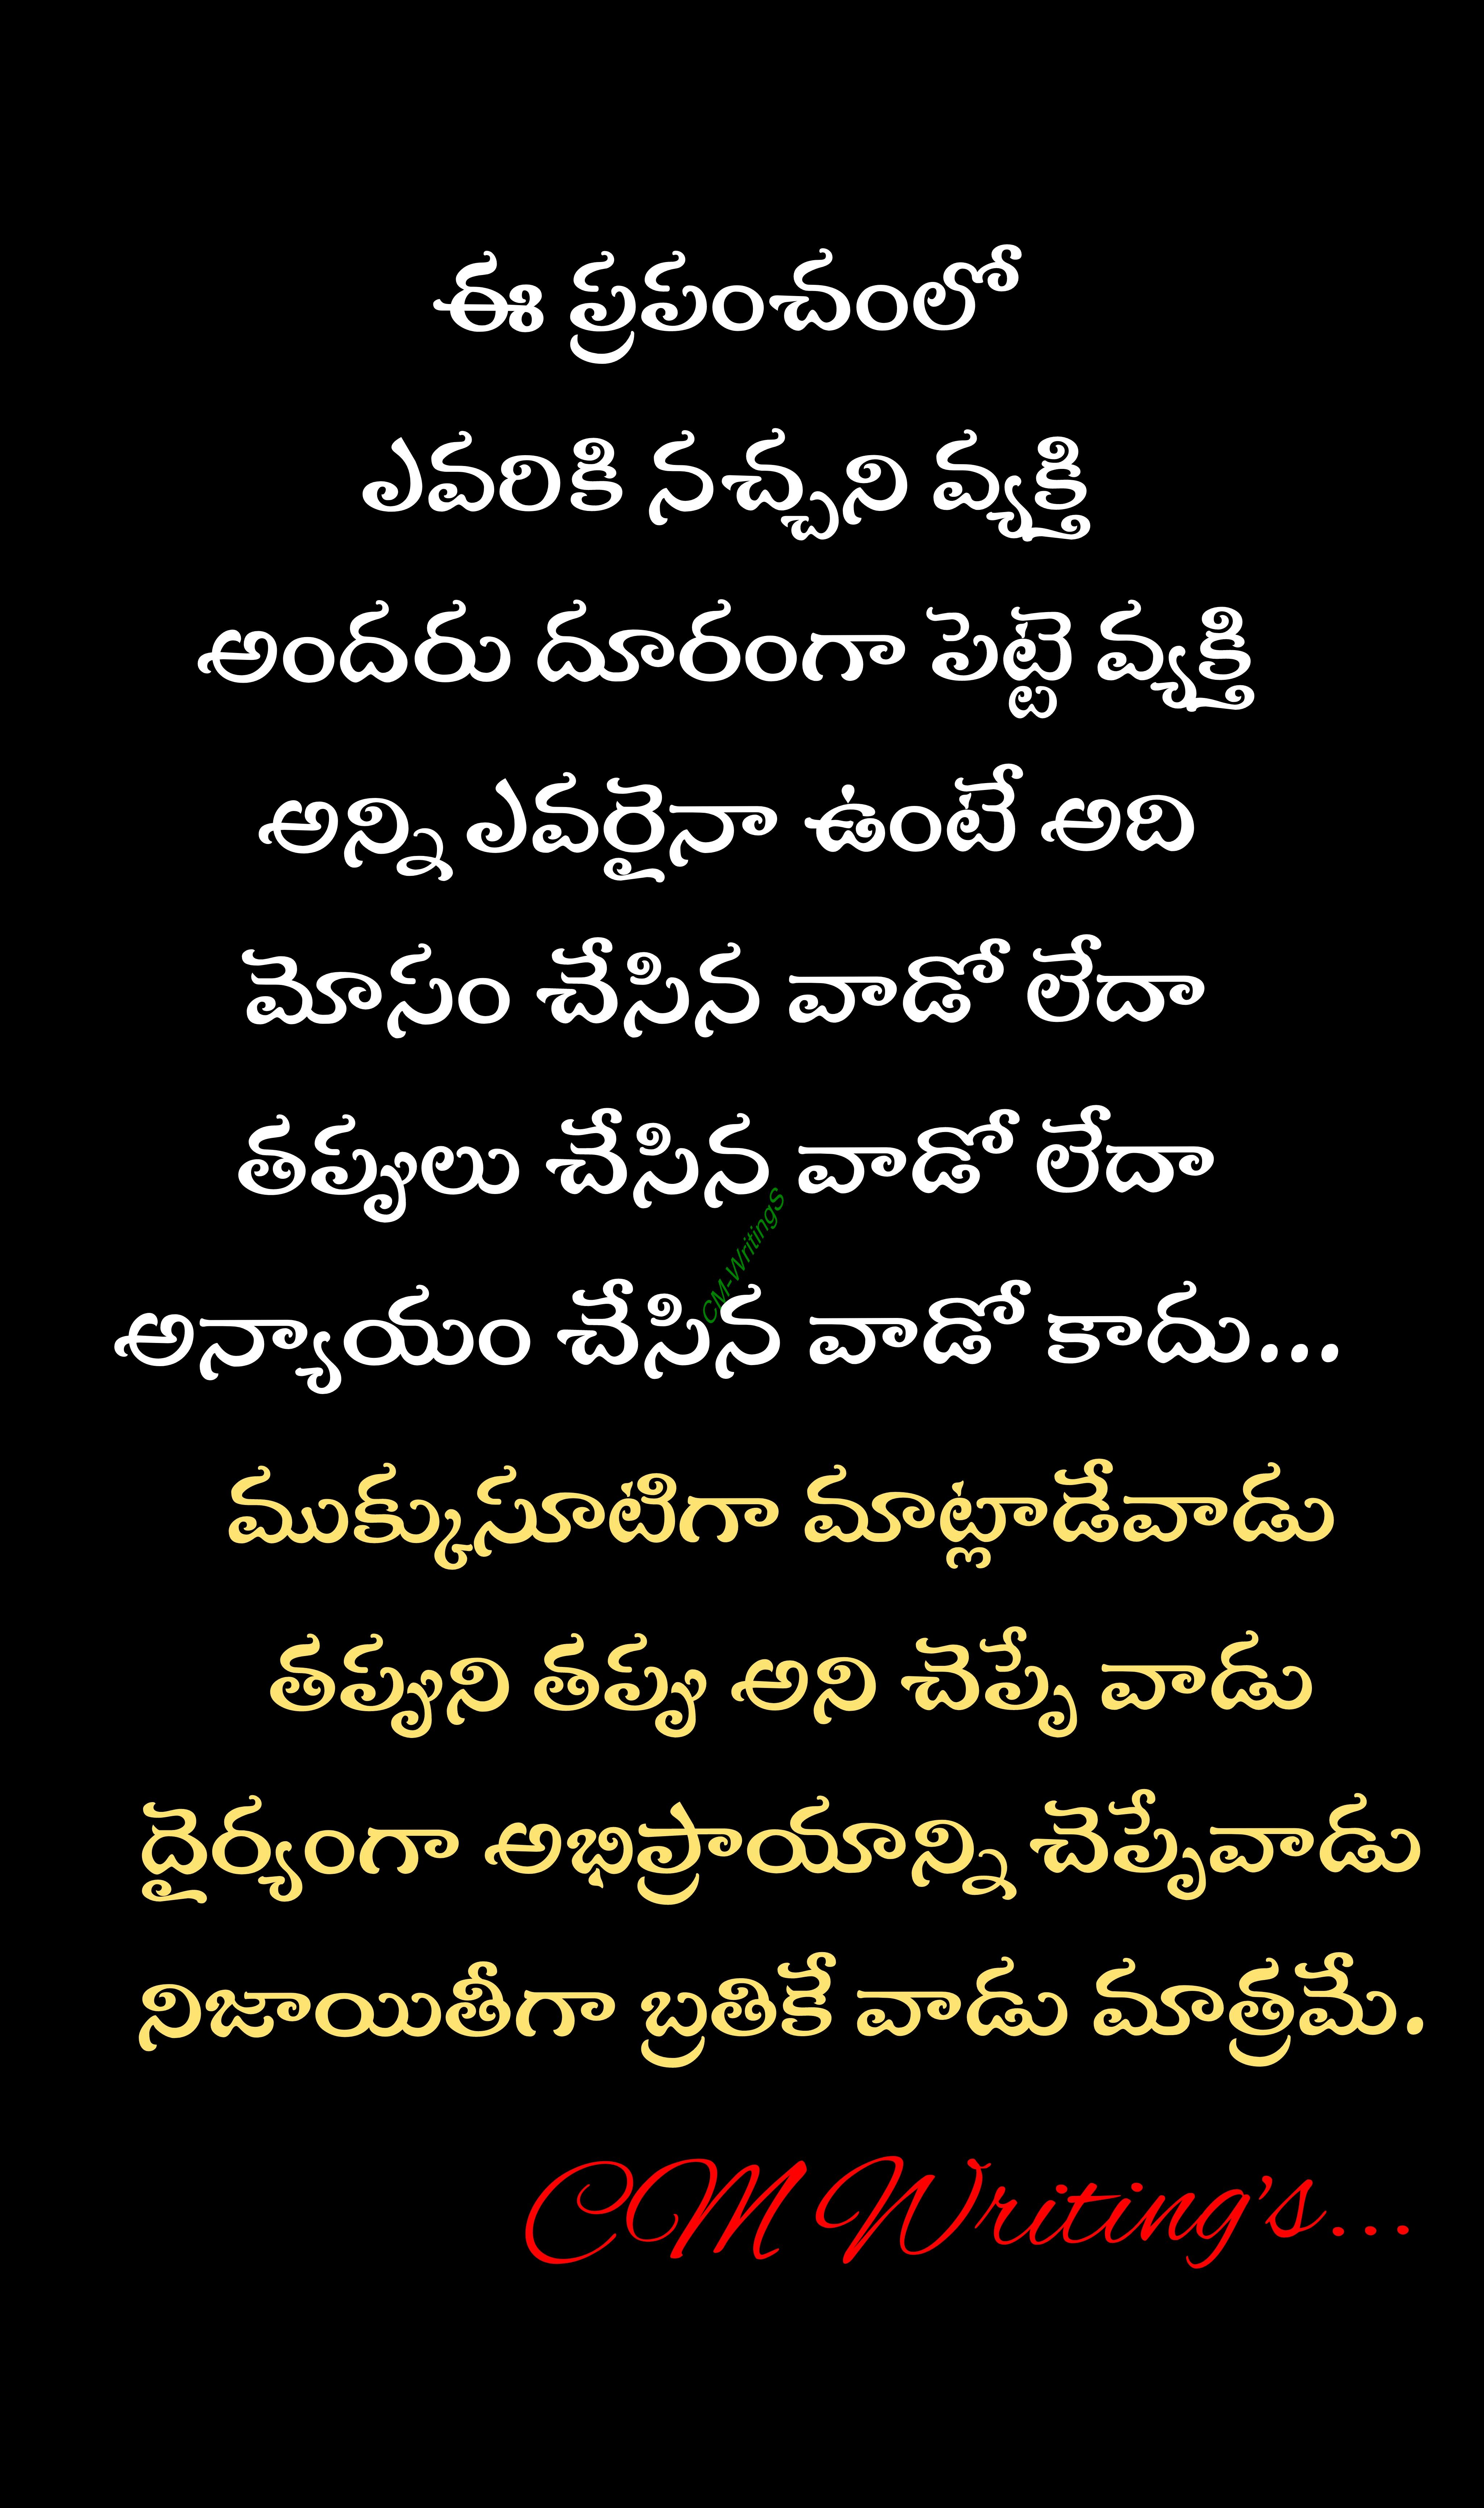 ఈ ప్రపంచంలో
ఎవరికి నచ్చని వ్యక్తి
అందరు దూరంగా పెట్టె వ్యక్తి
అన్ని ఎవరైనా ఉంటే అది
మోసం చేసిన వాడో లేదా
తప్పులు చేసిన వాడో లేదా
CM-WritingS
అన్యాయం చేసిన వాడో కాదు...
ముక్కుసూటిగా మాట్లాడేవాడు
తప్పుని తప్పు అని చెప్పే వాడు
ధైర్యంగా అభిప్రాయాన్ని చెప్పేవాడు
నిజాయితీగా బ్రతికే వాడు మాత్రమే.
CM Writing's...